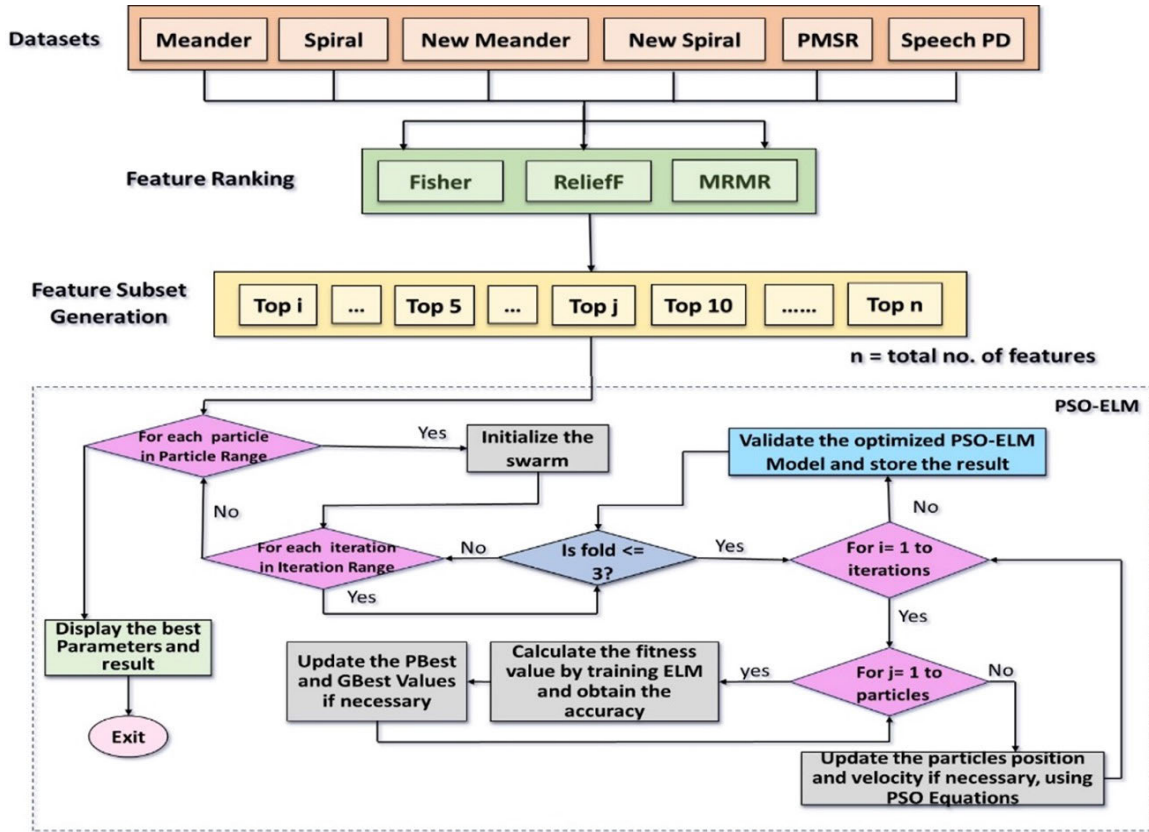 Datasets
Meander
Spiral
New Meander
New Spiral
PMSR
Speech PD
Feature Ranking
Fisher
ReliefF
MRMR
Feature Subset
Generation
Top i
...
Top 5
...
Top j
Top 10
......
Top n
n = total no. of features
PSO-ELM
For each particle
in Particle Range
Yes
Initialize the
swarm
Validate the optimized PSO-ELM
Model and store the result
No
No
For each iteration
in Iteration Range
No
Is fold <=
3?
Yes
For i= 1 to
iterations
Yes
Yes
Display the best
Parameters and
result
Update the PBest
and GBest Values
if necessary
Calculate the fitness
value by training ELM
and obtain the
accuracy
yes
For j= 1 to
particles
No
Exit
Update the particles position
and velocity if necessary, using
PSO Equations